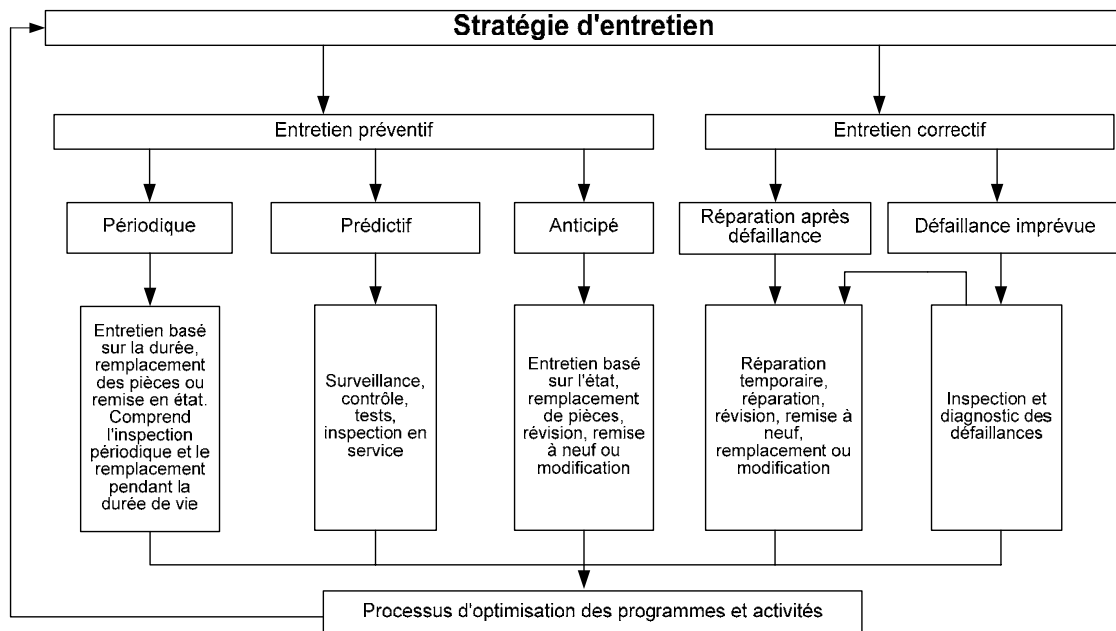 Stratégie d'entretien
Entretien préventif
Entretien correctif
Périodique
Prédictif
Anticipé
Réparation après
défaillance
Défaillance imprévue
Entretien basé
sur la durée,
remplacement
des pièces ou
remise en état.
Comprend
l'inspection
périodique et le
remplacement
pendant la
durée de vie
Surveillance,
contrôle,
tests,
inspection en
service
Entretien basé
sur l'état,
remplacement
de pièces,
révision, remise
à neuf ou
modification
Réparation
temporaire,
réparation,
révision, remise à
neuf,
remplacement ou
modification
Inspection et
diagnostic des
défaillances
Processus d'optimisation des programmes et activités